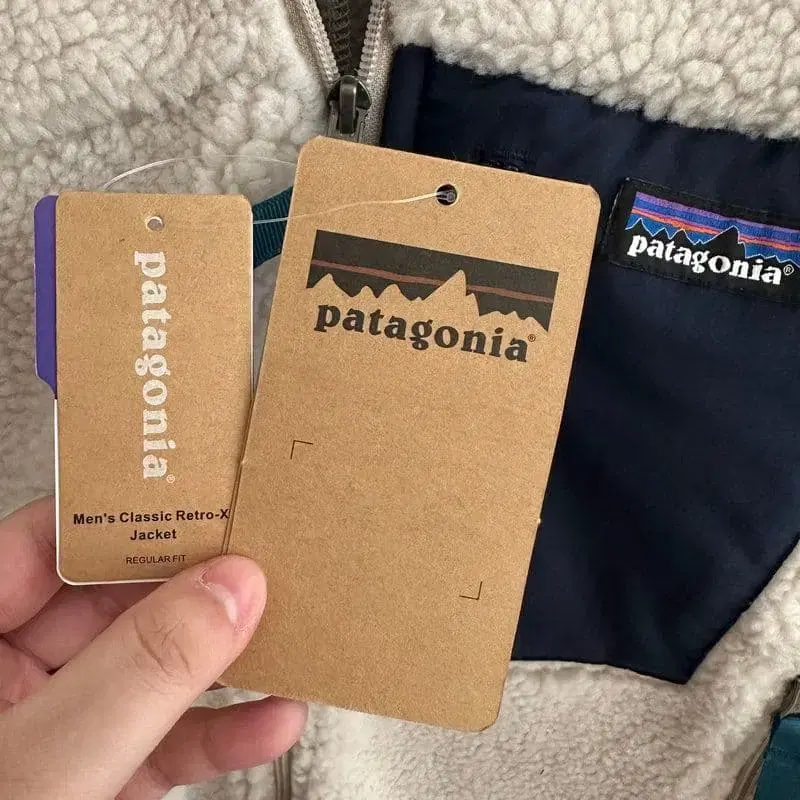 patagonia®
Men's Classic Retro-X
Jacket
REGULAR FIT
patagonia®
patagonia®